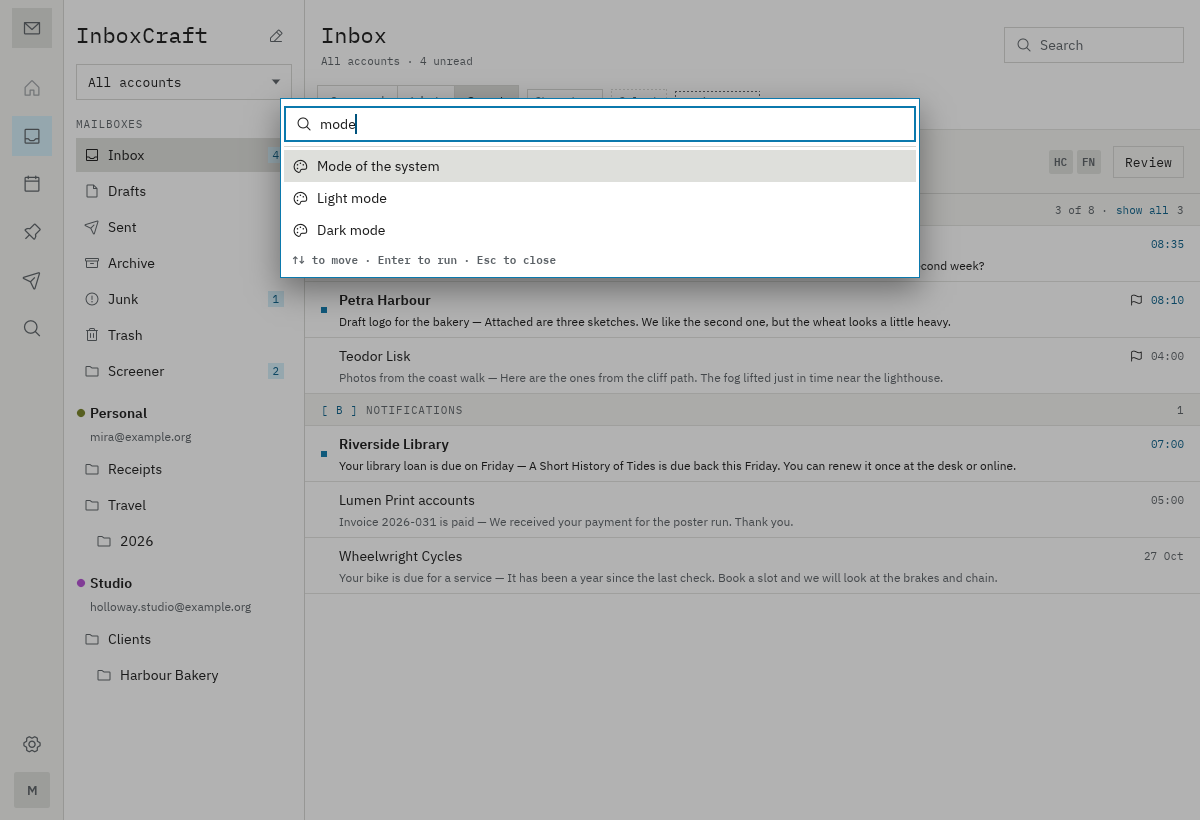 InboxCraft
All accounts
MAILBOXES
Inbox 4
Drafts
Sent
Archive
Junk 1
Trash
Screener 2
Personal
mira@example.org
Receipts
Travel
2026
Studio
holloway.studio@example.org
Clients
Harbour Bakery
M
Inbox
All accounts · 4 unread
Search
mode
Mode of the system
Light mode
Dark mode
↑↓ to move · Enter to run · Esc to close
HC FN Review
3 of 8 · show all 3
08:35
cond week?
Petra Harbour 08:10
Draft logo for the bakery — Attached are three sketches. We like the second one, but the wheat looks a little heavy.
Teodor Lisk 04:00
Photos from the coast walk — Here are the ones from the cliff path. The fog lifted just in time near the lighthouse.
[ B ] NOTIFICATIONS 1
Riverside Library 07:00
Your library loan is due on Friday — A Short History of Tides is due back this Friday. You can renew it once at the desk or online.
Lumen Print accounts 05:00
Invoice 2026-031 is paid — We received your payment for the poster run. Thank you.
Wheelwright Cycles 27 Oct
Your bike is due for a service — It has been a year since the last check. Book a slot and we will look at the brakes and chain.